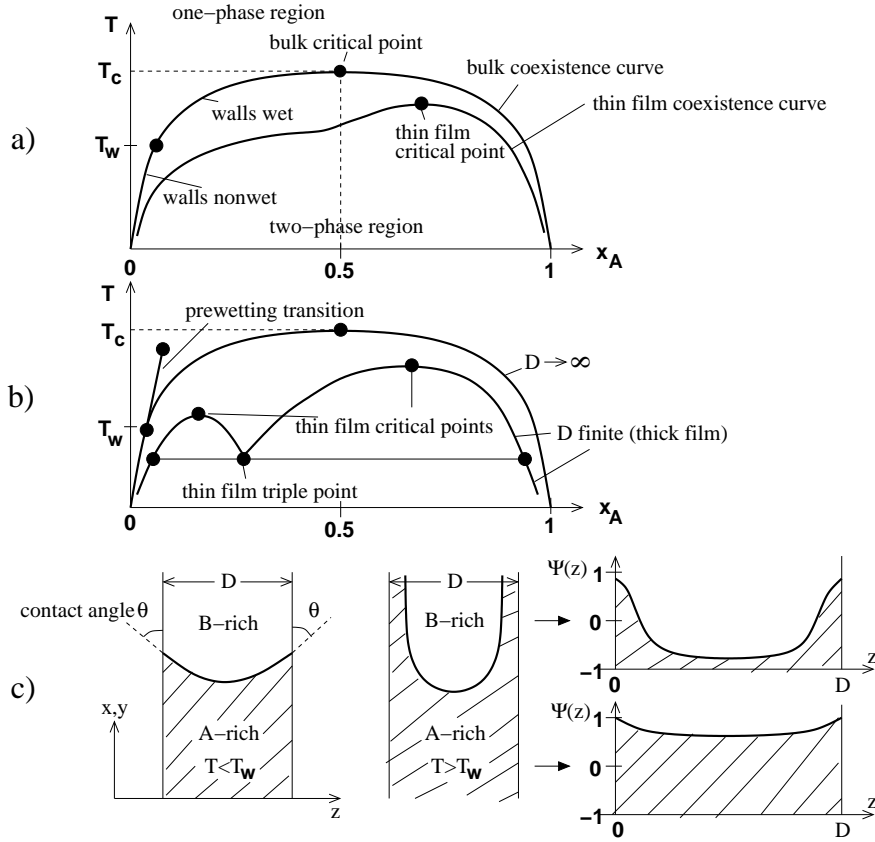 a)
T
one−phase region
bulk critical point
T_c
bulk coexistence curve
walls wet
thin film coexistence curve
thin film
critical point
T_w
walls nonwet
two−phase region
0
0.5
1
x_A
b)
T
prewetting transition
T_c
D → ∞
T_w
thin film critical points
D finite (thick film)
thin film triple point
0
0.5
1
x_A
c)
D
contact angle θ
θ
B−rich
x,y
A−rich
T<T_w
z
D
B−rich
A−rich
T>T_w
Ψ(z)
1
0
−1
0
D
z
Ψ(z)
1
0
−1
0
D
z